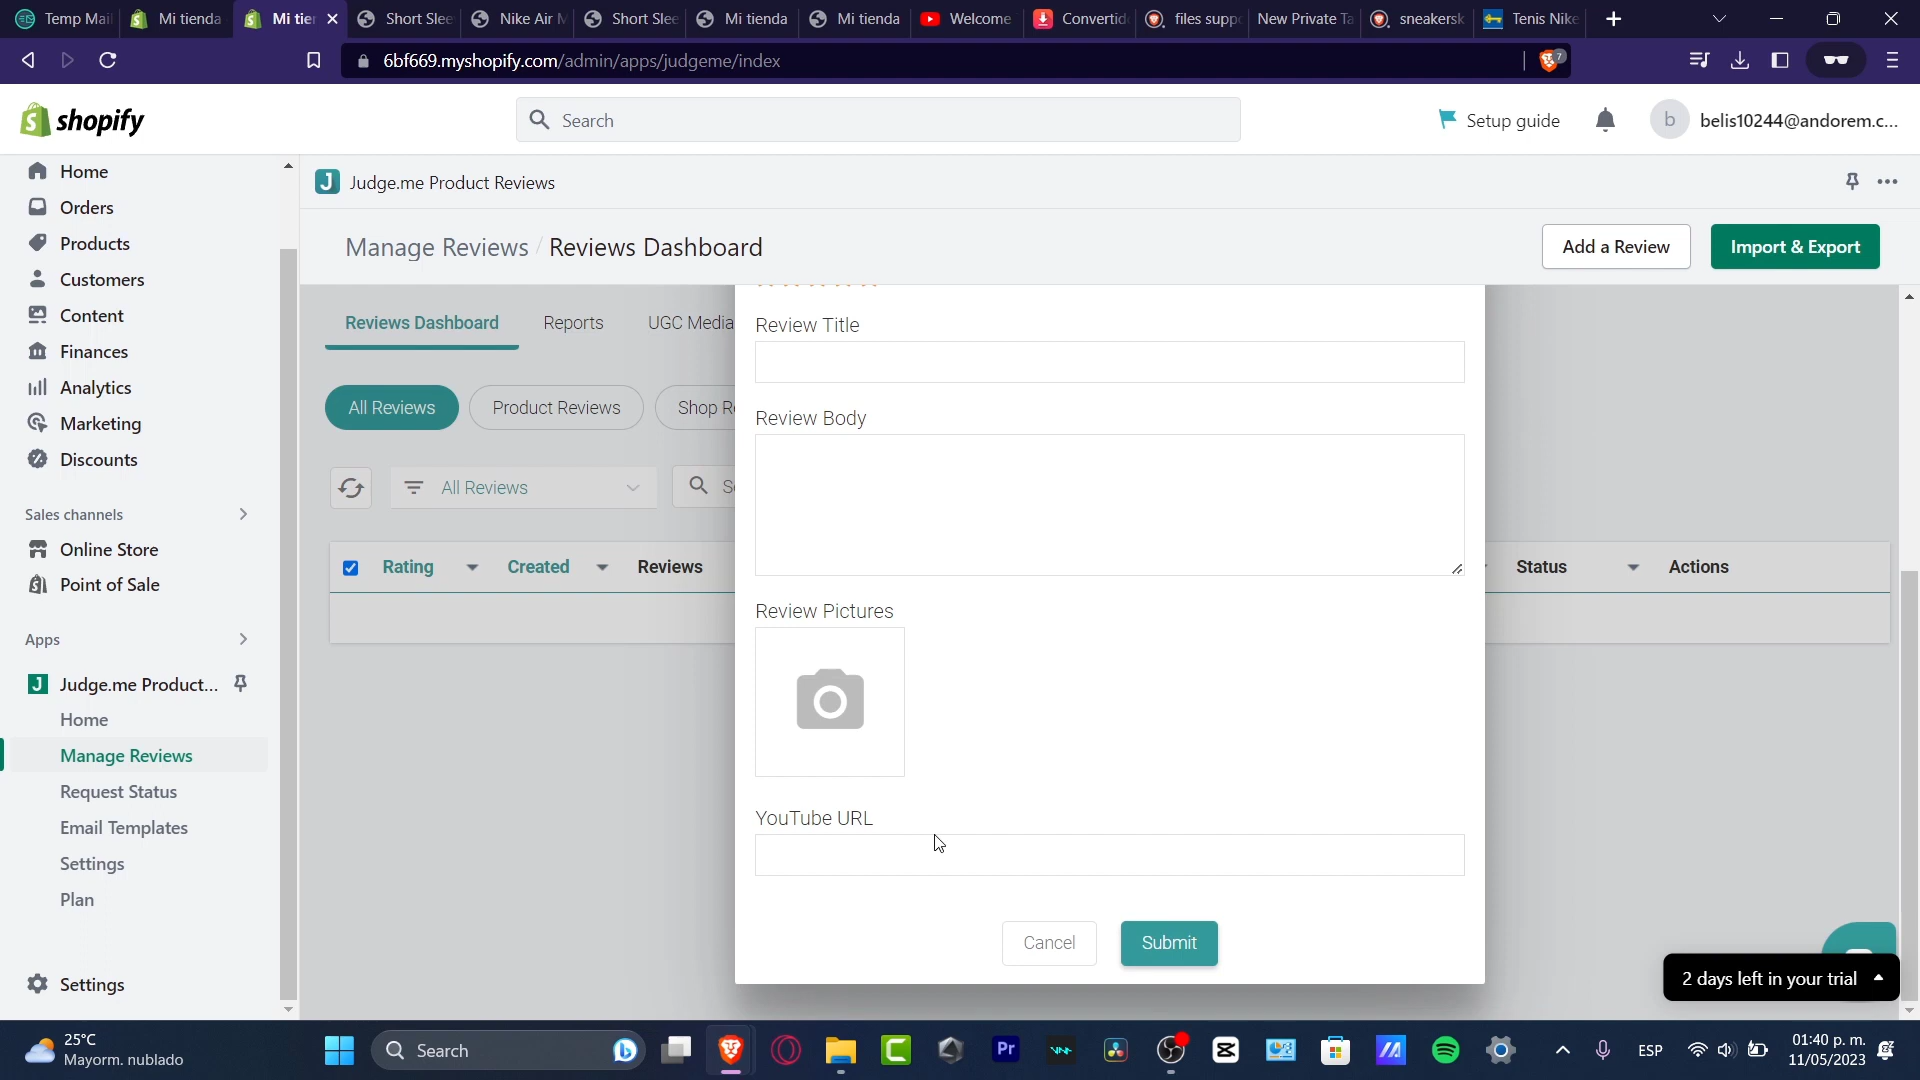 Temp Mail
Mi tienda
Mi tien
Short Slee
Nike Air M
Short Slee
Mi tienda
Mi tienda
Welcome
Convertid
files supp
New Private Ta
sneakersk
Tenis Nike
6bf669.myshopify.com/admin/apps/judgeme/index
7
shopify
Search
Setup guide
b
belis10244@andorem.c...
Home
Orders
Products
Customers
Content
Finances
Analytics
Marketing
Discounts
Sales channels
Online Store
Point of Sale
Apps
J Judge.me Product...
Home
Manage Reviews
Request Status
Email Templates
Settings
Plan
Settings
J Judge.me Product Reviews
Manage Reviews / Reviews Dashboard
Add a Review
Import & Export
Reviews Dashboard
Reports
UGC Media
All Reviews
Product Reviews
Shop R
All Reviews
S
Rating
Created
Reviews
Status
Actions
Review Title
Review Body
Review Pictures
YouTube URL
Cancel
Submit
2 days left in your trial
25°C
Mayorm. nublado
Search
Pr
ESP
01:40 p. m.
11/05/2023